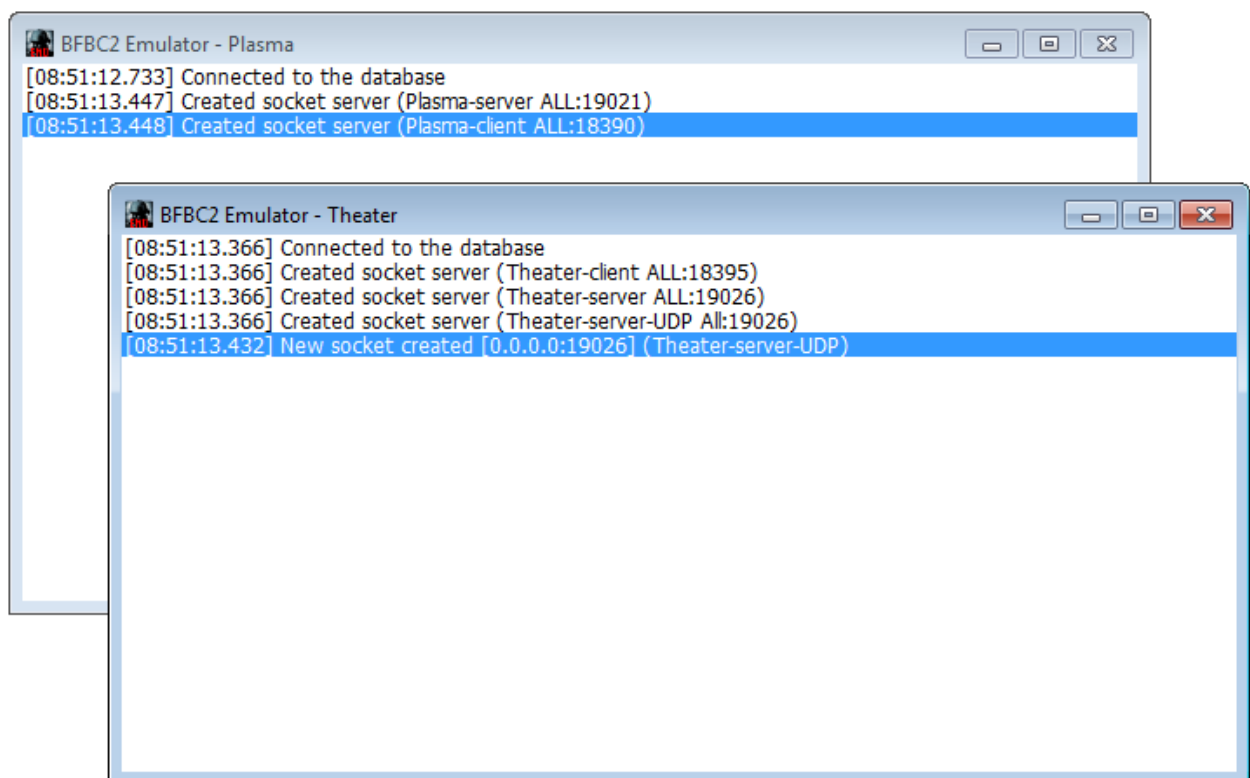 BFBC2 Emulator - Plasma
[08:51:12.733] Connected to the database
[08:51:13.447] Created socket server (Plasma-server ALL:19021)
[08:51:13.448] Created socket server (Plasma-client ALL:18390)
BFBC2 Emulator - Theater
[08:51:13.366] Connected to the database
[08:51:13.366] Created socket server (Theater-client ALL:18395)
[08:51:13.366] Created socket server (Theater-server ALL:19026)
[08:51:13.366] Created socket server (Theater-server-UDP All:19026)
[08:51:13.432] New socket created [0.0.0.0:19026] (Theater-server-UDP)